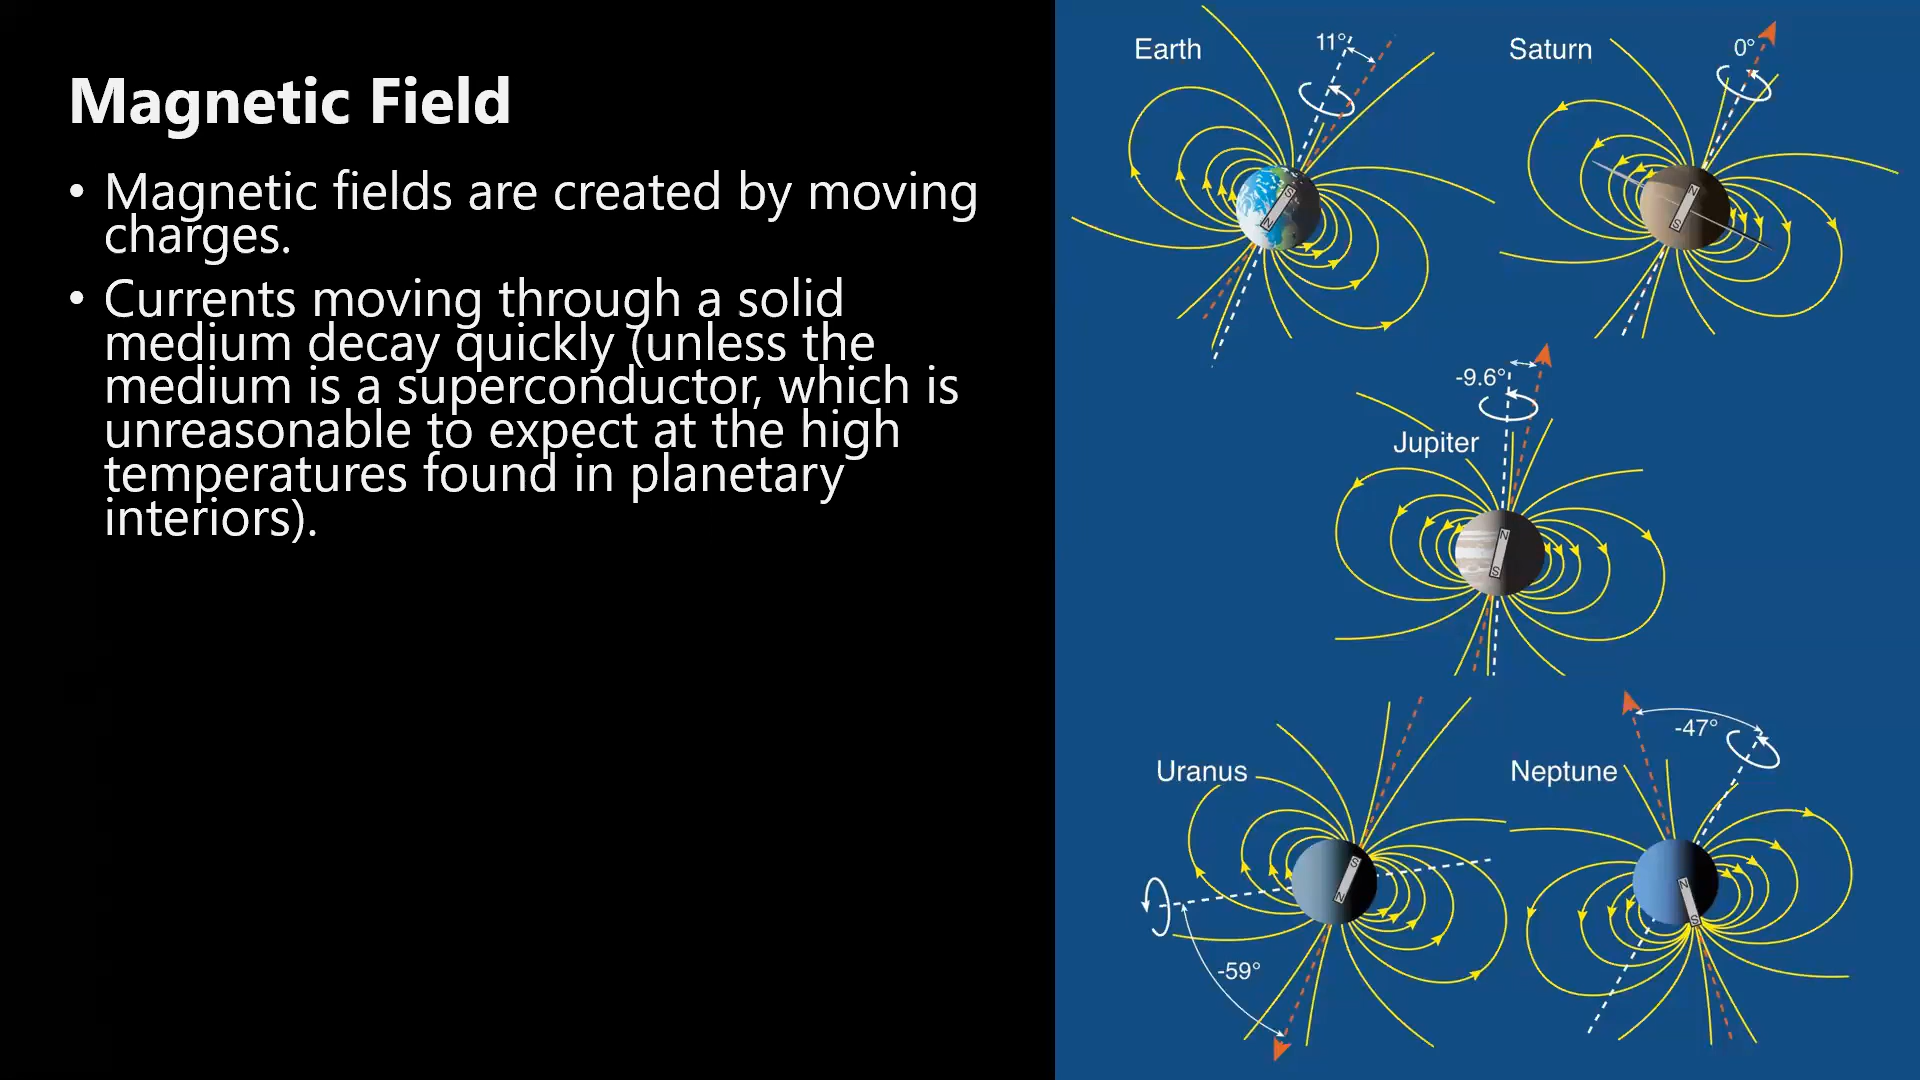 Magnetic Field
• Magnetic fields are created by moving
charges.
• Currents moving through a solid
medium decay quickly (unless the
medium is a superconductor, which is
unreasonable to expect at the high
temperatures found in planetary
interiors).
Earth
11°
S
N
Saturn
0°
N
S
-9.6°
Jupiter
N
S
Uranus
S
N
-59°
-47°
Neptune
N
S